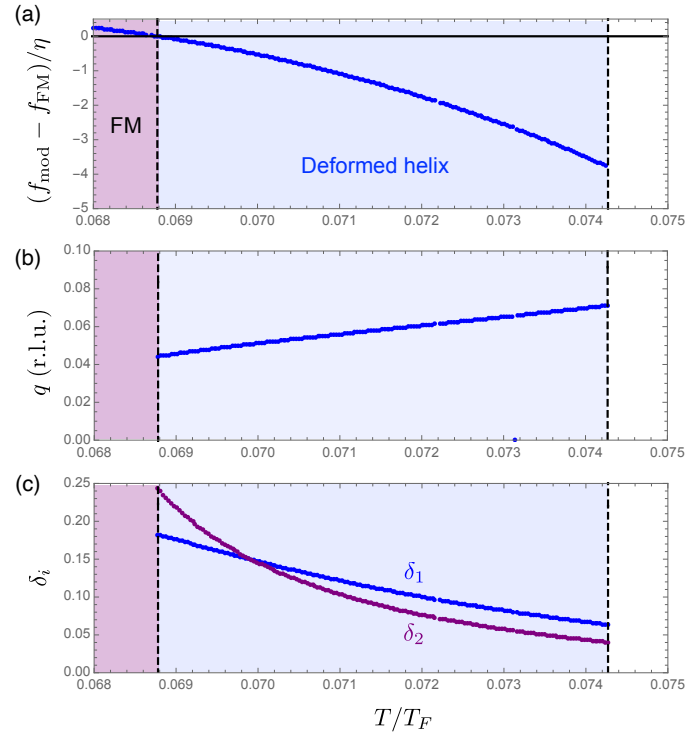 (a)
(f_mod − f_FM)/η
0
−1
−2
−3
−4
−5
FM
Deformed helix
0.068 0.069 0.070 0.071 0.072 0.073 0.074 0.075
(b)
q (r.l.u.)
0.10
0.08
0.06
0.04
0.02
0.00
0.068 0.069 0.070 0.071 0.072 0.073 0.074 0.075
(c)
δ_i
0.25
0.20
0.15
0.10
0.05
0.00
δ_1
δ_2
0.068 0.069 0.070 0.071 0.072 0.073 0.074 0.075
T/T_F